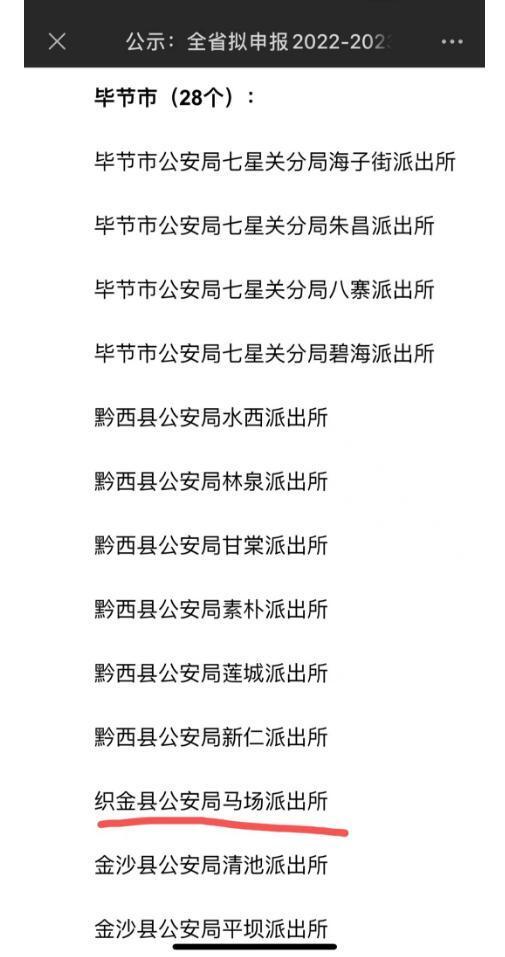 公示：全省拟申报2022-202
毕节市（28个）：
毕节市公安局七星关分局海子街派出所
毕节市公安局七星关分局朱昌派出所
毕节市公安局七星关分局八寨派出所
毕节市公安局七星关分局碧海派出所
黔西县公安局水西派出所
黔西县公安局林泉派出所
黔西县公安局甘棠派出所
黔西县公安局素朴派出所
黔西县公安局莲城派出所
黔西县公安局新仁派出所
织金县公安局马场派出所
金沙县公安局清池派出所
金沙县公安局平坝派出所